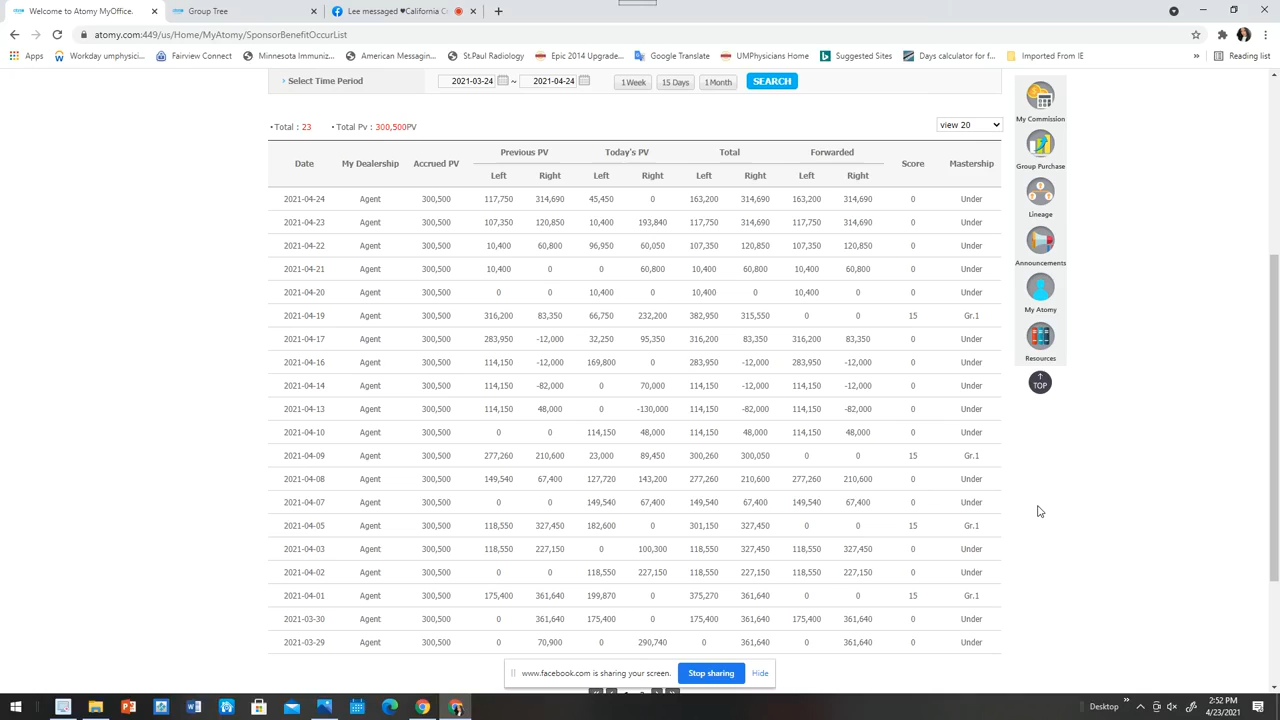 Welcome to Atomy MyOffice.
Group Tree
Lee messaged ♥California C
atomy.com:449/us/Home/MyAtomy/SponsorBenefitOccurList
Apps Workday umphysici... Fairview Connect Minnesota Immuniz... American Messagin... St.Paul Radiology Epic 2014 Upgrade... Google Translate UMPhysicians Home Suggested Sites Days calculator for f... Imported From IE » Reading list
› Select Time Period 2021-03-24 ~ 2021-04-24 1 Week 15 Days 1 Month SEARCH
• Total : 23 • Total Pv : 300,500PV view 20
Date My Dealership Accrued PV Previous PV Today's PV Total Forwarded Score Mastership
Left Right Left Right Left Right Left Right
2021-04-24 Agent 300,500 117,750 314,690 45,450 0 163,200 314,690 163,200 314,690 0 Under
2021-04-23 Agent 300,500 107,350 120,850 10,400 193,840 117,750 314,690 117,750 314,690 0 Under
2021-04-22 Agent 300,500 10,400 60,800 96,950 60,050 107,350 120,850 107,350 120,850 0 Under
2021-04-21 Agent 300,500 10,400 0 0 60,800 10,400 60,800 10,400 60,800 0 Under
2021-04-20 Agent 300,500 0 0 10,400 0 10,400 0 10,400 0 0 Under
2021-04-19 Agent 300,500 316,200 83,350 66,750 232,200 382,950 315,550 0 0 15 Gr.1
2021-04-17 Agent 300,500 283,950 -12,000 32,250 95,350 316,200 83,350 316,200 83,350 0 Under
2021-04-16 Agent 300,500 114,150 -12,000 169,800 0 283,950 -12,000 283,950 -12,000 0 Under
2021-04-14 Agent 300,500 114,150 -82,000 0 70,000 114,150 -12,000 114,150 -12,000 0 Under
2021-04-13 Agent 300,500 114,150 48,000 0 -130,000 114,150 -82,000 114,150 -82,000 0 Under
2021-04-10 Agent 300,500 0 0 114,150 48,000 114,150 48,000 114,150 48,000 0 Under
2021-04-09 Agent 300,500 277,260 210,600 23,000 89,450 300,260 300,050 0 0 15 Gr.1
2021-04-08 Agent 300,500 149,540 67,400 127,720 143,200 277,260 210,600 277,260 210,600 0 Under
2021-04-07 Agent 300,500 0 0 149,540 67,400 149,540 67,400 149,540 67,400 0 Under
2021-04-05 Agent 300,500 118,550 327,450 182,600 0 301,150 327,450 0 0 15 Gr.1
2021-04-03 Agent 300,500 118,550 227,150 0 100,300 118,550 327,450 118,550 327,450 0 Under
2021-04-02 Agent 300,500 0 0 118,550 227,150 118,550 227,150 118,550 227,150 0 Under
2021-04-01 Agent 300,500 175,400 361,640 199,870 0 375,270 361,640 0 0 15 Gr.1
2021-03-30 Agent 300,500 0 361,640 175,400 0 175,400 361,640 175,400 361,640 0 Under
2021-03-29 Agent 300,500 0 70,900 0 290,740 0 361,640 0 361,640 0 Under
My Commission
Group Purchase
Lineage
Announcements
My Atomy
Resources
TOP
www.facebook.com is sharing your screen. Stop sharing Hide
Desktop » 2:52 PM
4/23/2021